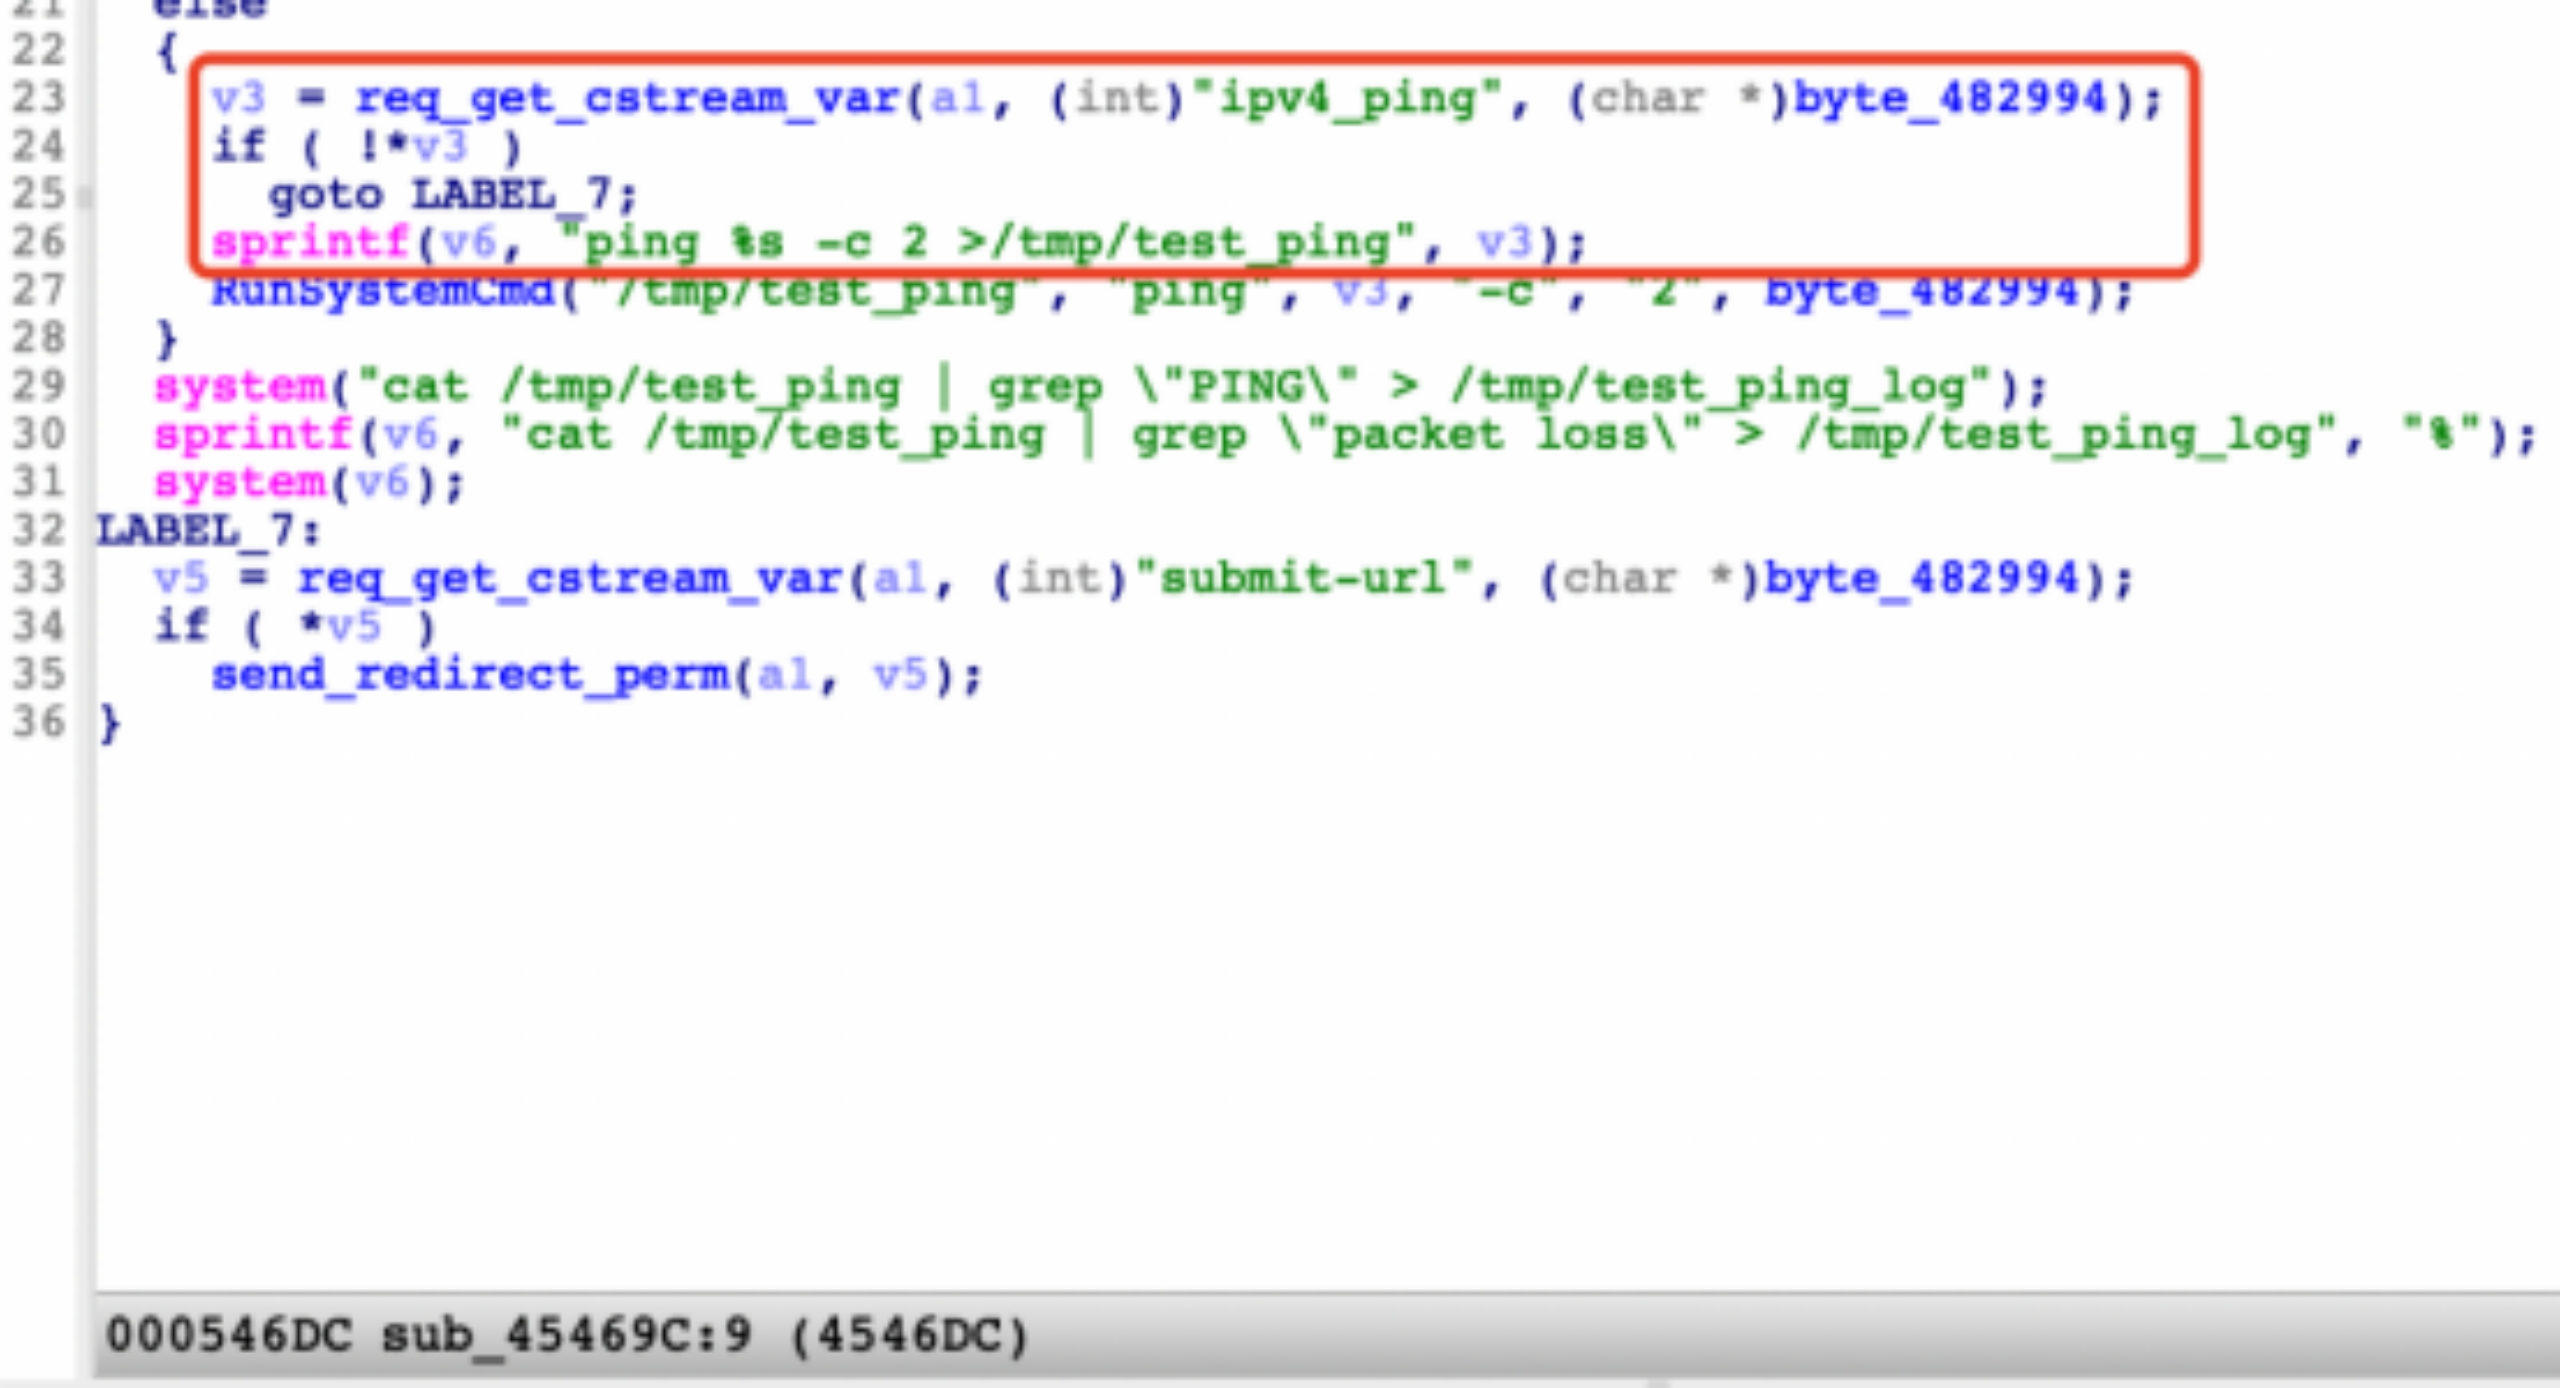 21 else
22 {
23 v3 = req_get_cstream_var(a1, (int)"ipv4_ping", (char *)byte_482994);
24 if ( !*v3 )
25 goto LABEL_7;
26 sprintf(v6, "ping %s -c 2 >/tmp/test_ping", v3);
27 RunSystemCmd("/tmp/test_ping", "ping", v3, "-c", "2", byte_482994);
28 }
29 system("cat /tmp/test_ping | grep \"PING\" > /tmp/test_ping_log");
30 sprintf(v6, "cat /tmp/test_ping | grep \"packet loss\" > /tmp/test_ping_log", "%");
31 system(v6);
32 LABEL_7:
33 v5 = req_get_cstream_var(a1, (int)"submit-url", (char *)byte_482994);
34 if ( *v5 )
35 send_redirect_perm(a1, v5);
36 }
000546DC sub_45469C:9 (4546DC)